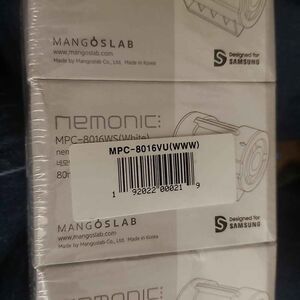 MANGOSLAB
www.mangoslab.com
Made by Mangoslab Co., Ltd. Made in Korea
Designed for
SAMSUNG
nemonic:
MPC-8016WS(White)
MPC-8016VU(WWW)
1 92022 00021 9
MANGOSLAB
www.mangoslab.com
Made by Mangoslab Co., Ltd. Made in Korea
Designed for
SAMSUNG
nemonic: